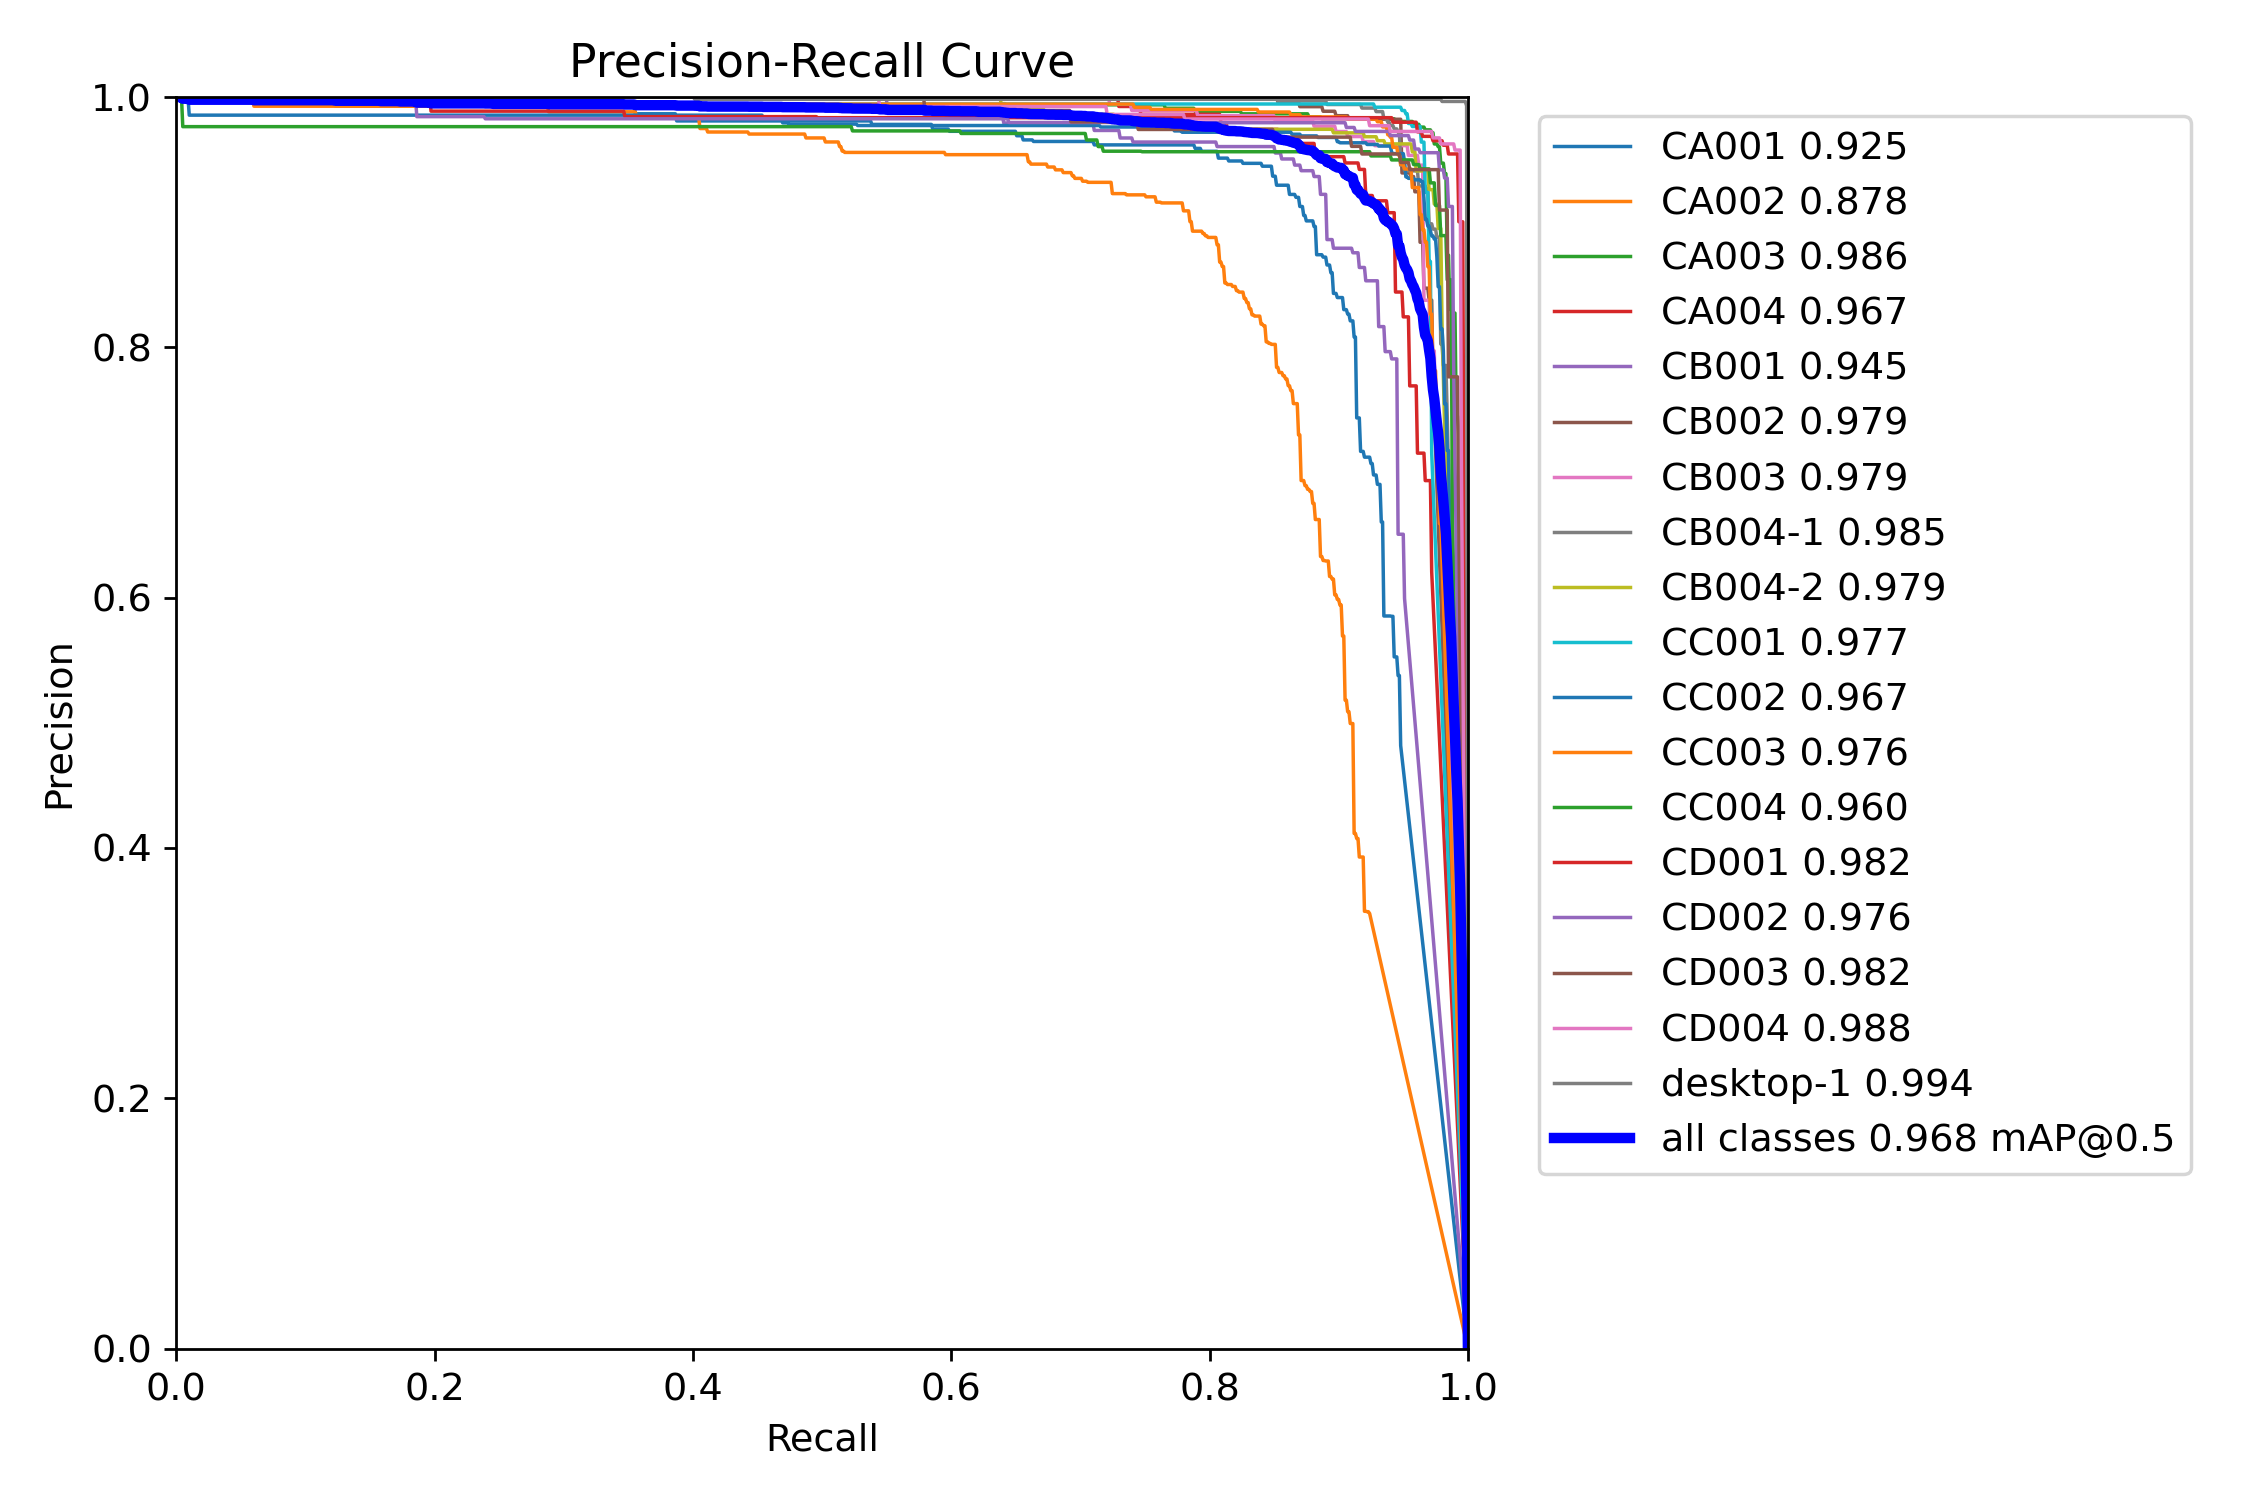 Precision-Recall Curve
1.0
0.8
0.6
0.4
0.2
0.0
Precision
0.0 0.2 0.4 0.6 0.8 1.0
Recall
CA001 0.925
CA002 0.878
CA003 0.986
CA004 0.967
CB001 0.945
CB002 0.979
CB003 0.979
CB004-1 0.985
CB004-2 0.979
CC001 0.977
CC002 0.967
CC003 0.976
CC004 0.960
CD001 0.982
CD002 0.976
CD003 0.982
CD004 0.988
desktop-1 0.994
all classes 0.968 mAP@0.5